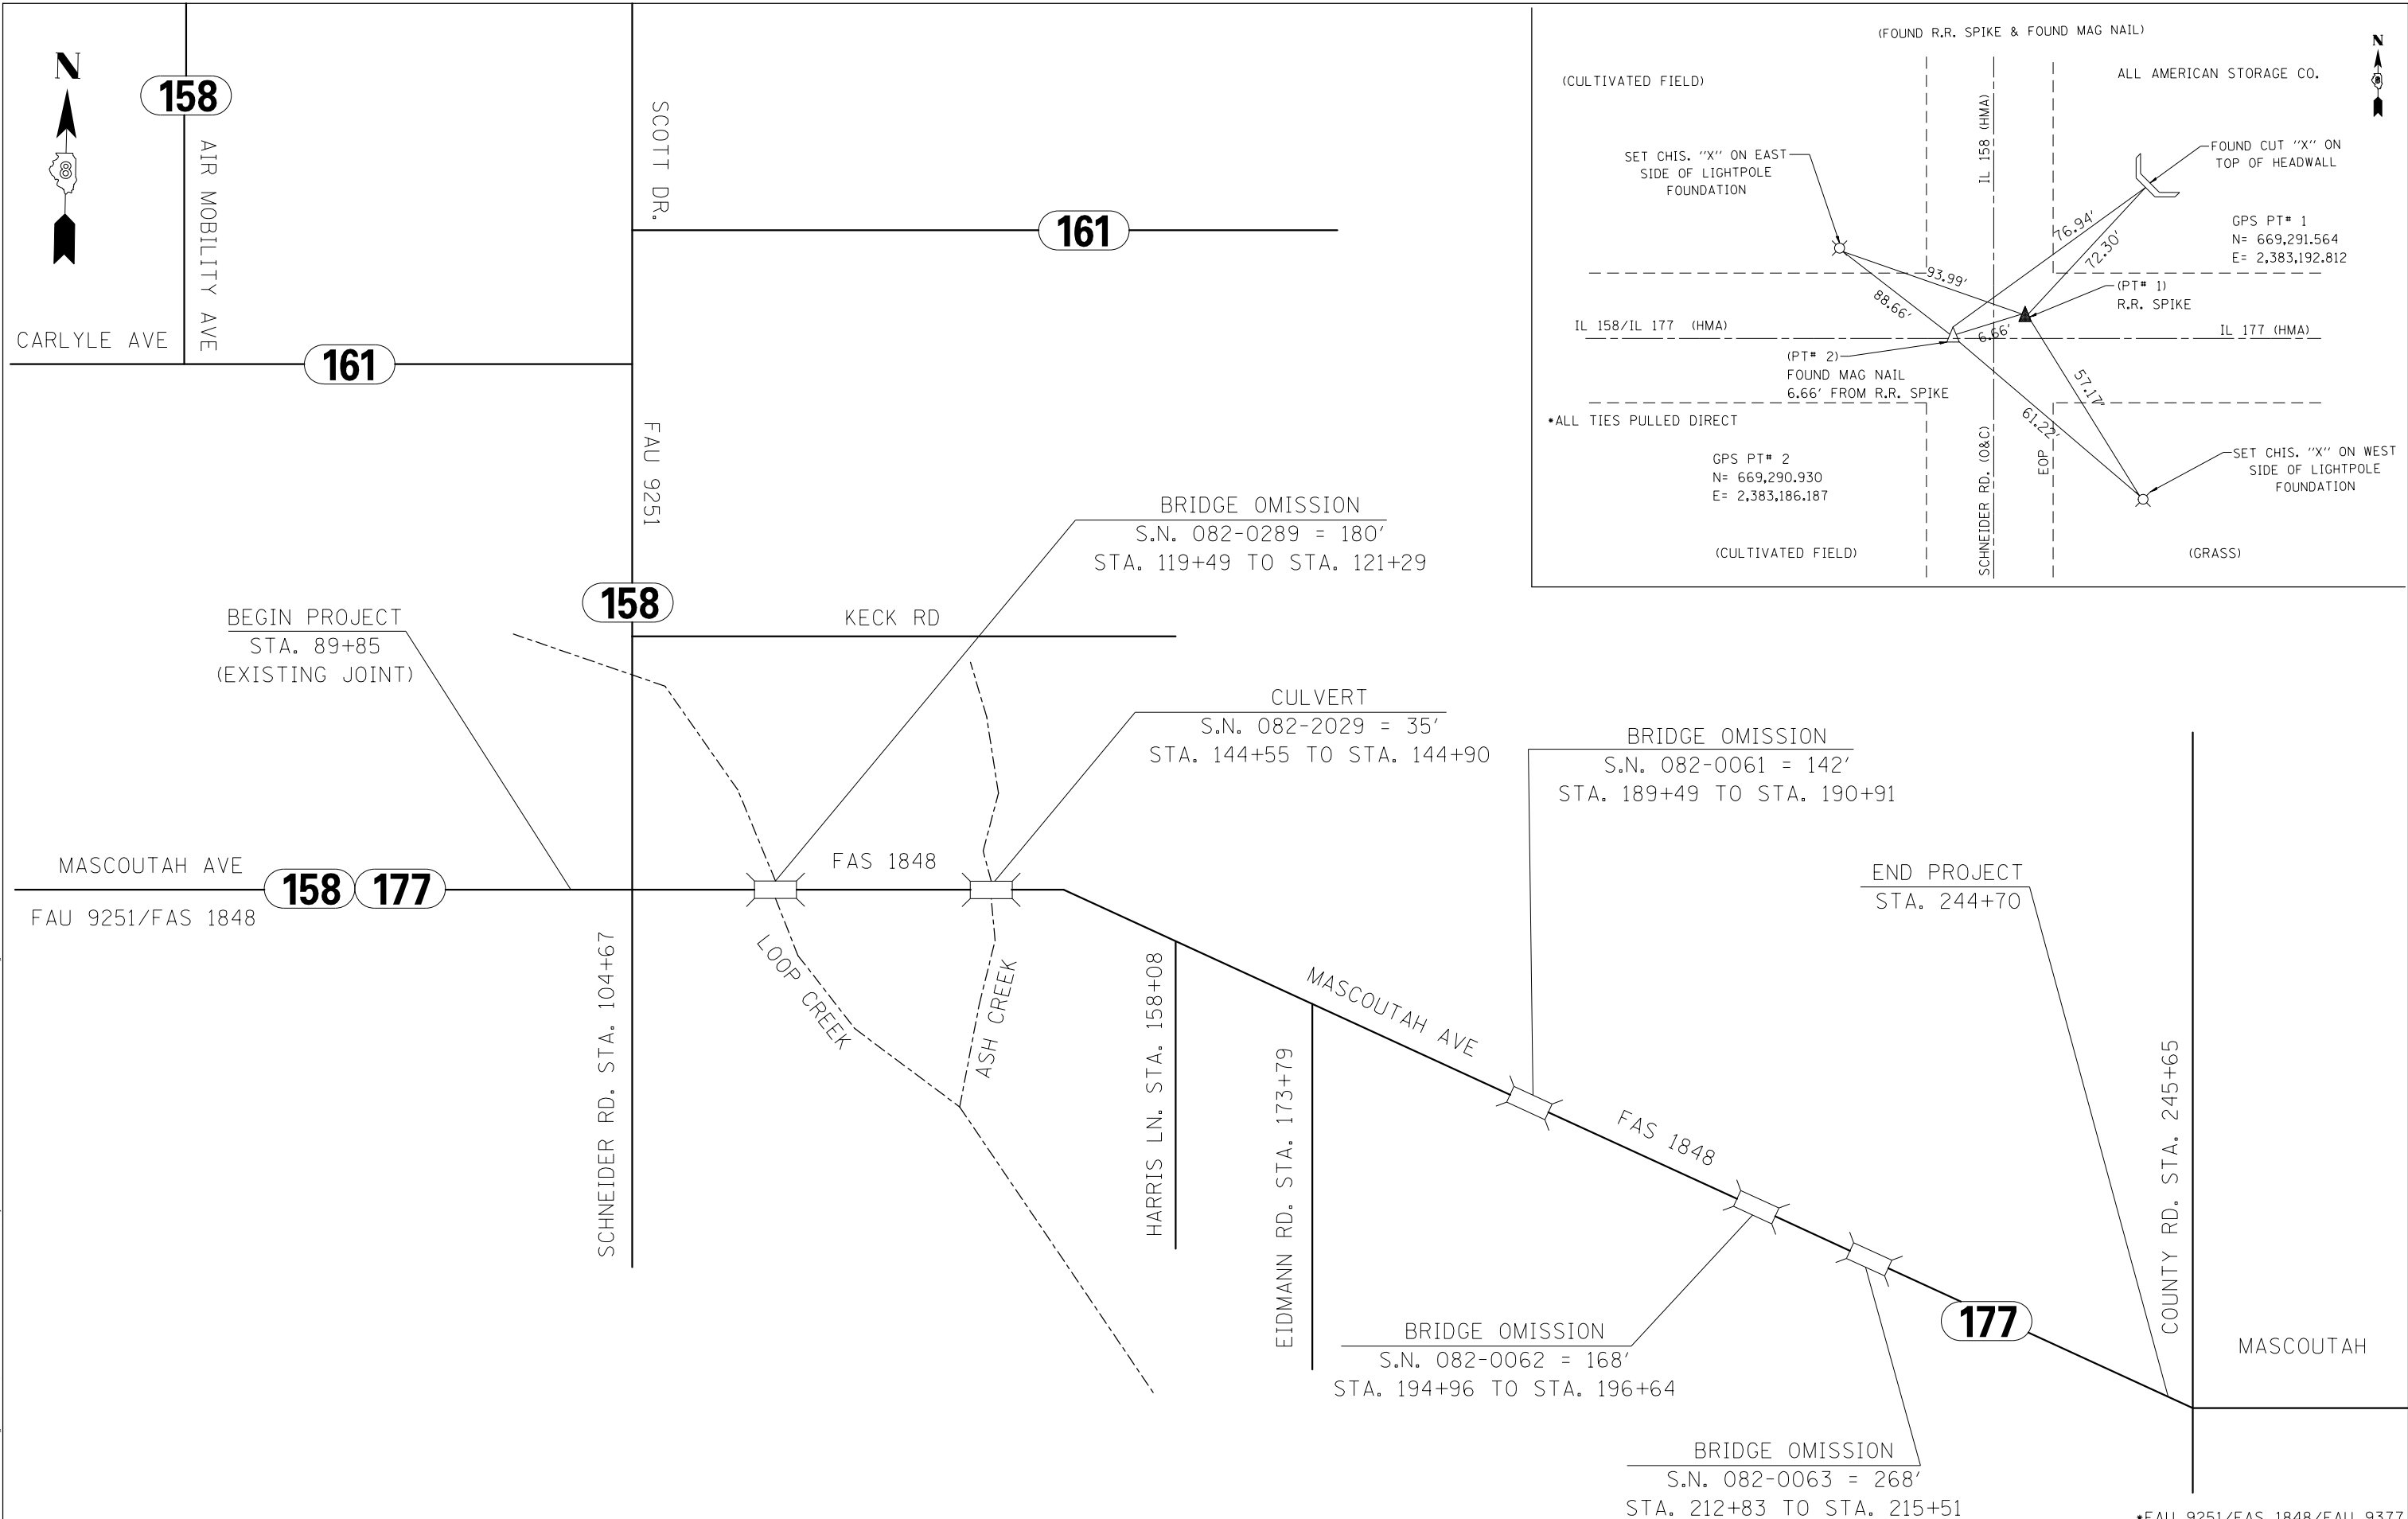 N
8
158
AIR MOBILITY AVE
CARLYLE AVE
161
SCOTT DR.
161
FAU 9251
158
KECK RD
BRIDGE OMISSION
S.N. 082-0289 = 180'
STA. 119+49 TO STA. 121+29
BEGIN PROJECT
STA. 89+85
(EXISTING JOINT)
CULVERT
S.N. 082-2029 = 35'
STA. 144+55 TO STA. 144+90
BRIDGE OMISSION
S.N. 082-0061 = 142'
STA. 189+49 TO STA. 190+91
MASCOUTAH AVE
158
177
FAU 9251/FAS 1848
FAS 1848
END PROJECT
STA. 244+70
SCHNEIDER RD. STA. 104+67
LOOP CREEK
ASH CREEK
HARRIS LN. STA. 158+08
EIDMANN RD. STA. 173+79
MASCOUTAH AVE
FAS 1848
COUNTY RD. STA. 245+65
177
MASCOUTAH
BRIDGE OMISSION
S.N. 082-0062 = 168'
STA. 194+96 TO STA. 196+64
BRIDGE OMISSION
S.N. 082-0063 = 268'
STA. 212+83 TO STA. 215+51
*FAU 9251/FAS 1848/FAU 9377
(FOUND R.R. SPIKE & FOUND MAG NAIL)
N
(CULTIVATED FIELD)
ALL AMERICAN STORAGE CO.
IL 158 (HMA)
SET CHIS. "X" ON EAST
SIDE OF LIGHTPOLE
FOUNDATION
FOUND CUT "X" ON
TOP OF HEADWALL
GPS PT# 1
N= 669,291.564
E= 2,383,192.812
76.94'
72.30'
93.99'
88.66'
(PT# 1)
R.R. SPIKE
6.66'
IL 158/IL 177 (HMA)
IL 177 (HMA)
(PT# 2)
FOUND MAG NAIL
6.66' FROM R.R. SPIKE
57.17'
61.22'
*ALL TIES PULLED DIRECT
GPS PT# 2
N= 669,290.930
E= 2,383,186.187
SCHNEIDER RD. (O&C)
EOP
SET CHIS. "X" ON WEST
SIDE OF LIGHTPOLE
FOUNDATION
(CULTIVATED FIELD)
(GRASS)